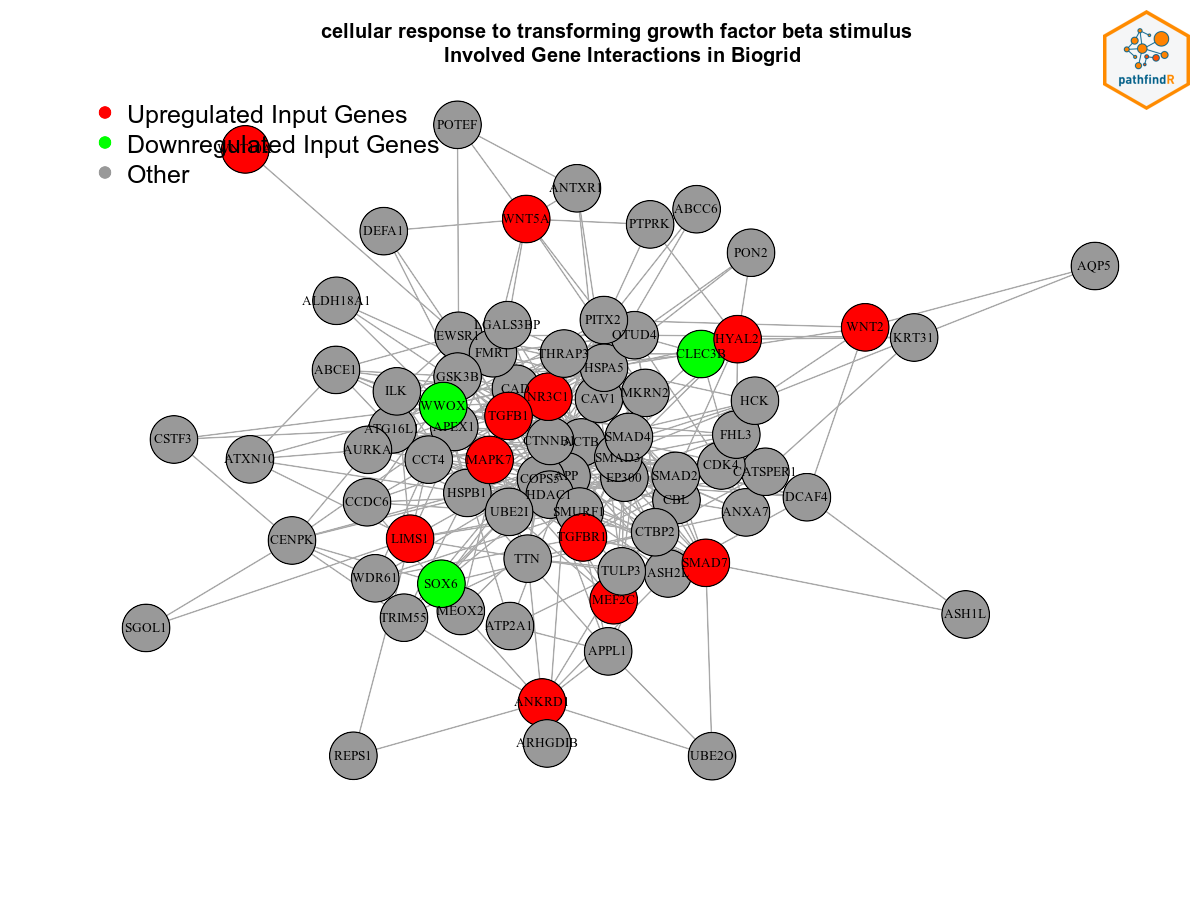 cellular response to transforming growth factor beta stimulus
Involved Gene Interactions in Biogrid
pathfindR
Upregulated Input Genes
Downregulated Input Genes
Other
POTEF
ANTXR1
ABCC6
WNT5A
PTPRK
DEFA1
PON2
AQP5
ALDH18A1
LGALS3BP
PITX2
OTUD4
EWSR1
WNT2
KRT31
HYAL2
CLEC3B
FMR1
THRAP3
HSPA5
ABCE1
GSK3B
ILK
CAD
NR3C1
CAV1
MKRN2
HCK
WWOX
TGFB1
ATG16L1
APEX1
CTNNB1
ACTB
SMAD4
FHL3
CSTF3
AURKA
ATXN10
CCT4
MAPK7
SMAD3
CDK4
CATSPER1
COPS5
APP
EP300
SMAD2
HSPB1
HDAC1
CCDC6
CBL
DCAF4
UBE2I
SMURF1
ANXA7
CENPK
LIMS1
TGFBR1
CTBP2
TTN
SMAD7
WDR61
SOX6
TULP3
ASH2L
MEF2C
TRIM55
MEOX2
ATP2A1
ASH1L
SGOL1
APPL1
ANKRD1
ARHGDIB
REPS1
UBE2O